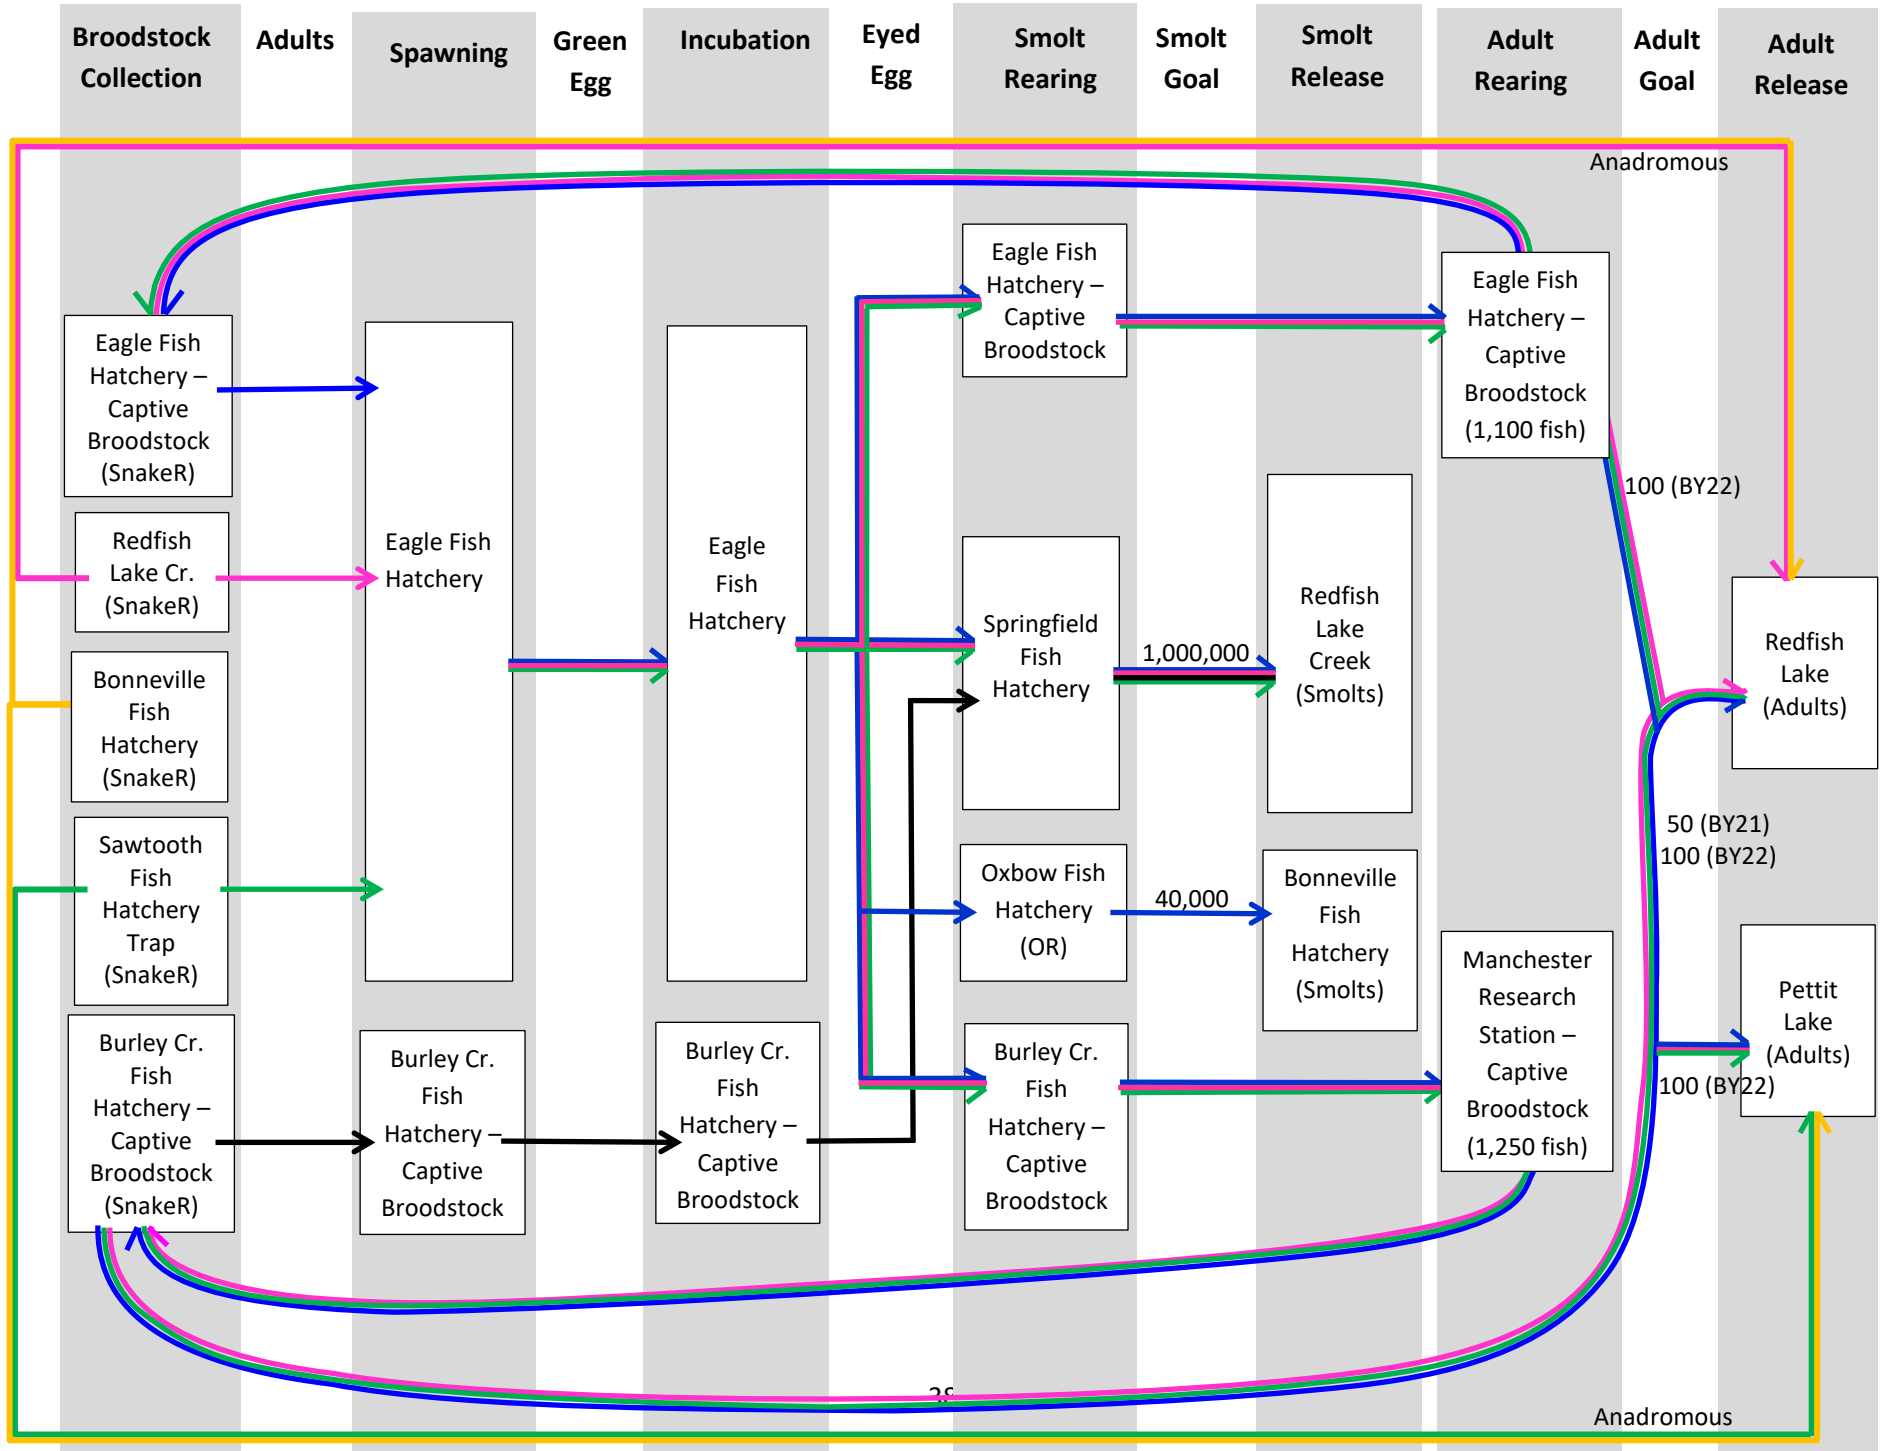 Broodstock
Collection
Adults
Spawning
Green
Egg
Incubation
Eyed
Egg
Smolt
Rearing
Smolt
Goal
Smolt
Release
Adult
Rearing
Adult
Goal
Adult
Release
Anadromous
Eagle Fish
Hatchery –
Captive
Broodstock
(SnakeR)
Redfish
Lake Cr.
(SnakeR)
Bonneville
Fish
Hatchery
(SnakeR)
Sawtooth
Fish
Hatchery
Trap
(SnakeR)
Burley Cr.
Fish
Hatchery –
Captive
Broodstock
(SnakeR)
Eagle Fish
Hatchery
Burley Cr.
Fish
Hatchery –
Captive
Broodstock
Eagle
Fish
Hatchery
Burley Cr.
Fish
Hatchery –
Captive
Broodstock
Eagle Fish
Hatchery –
Captive
Broodstock
Springfield
Fish
Hatchery
Oxbow Fish
Hatchery
(OR)
Burley Cr.
Fish
Hatchery –
Captive
Broodstock
1,000,000
40,000
Redfish
Lake
Creek
(Smolts)
Bonneville
Fish
Hatchery
(Smolts)
Eagle Fish
Hatchery –
Captive
Broodstock
(1,100 fish)
Manchester
Research
Station –
Captive
Broodstock
(1,250 fish)
100 (BY22)
50 (BY21)
100 (BY22)
100 (BY22)
Redfish
Lake
(Adults)
Pettit
Lake
(Adults)
Anadromous